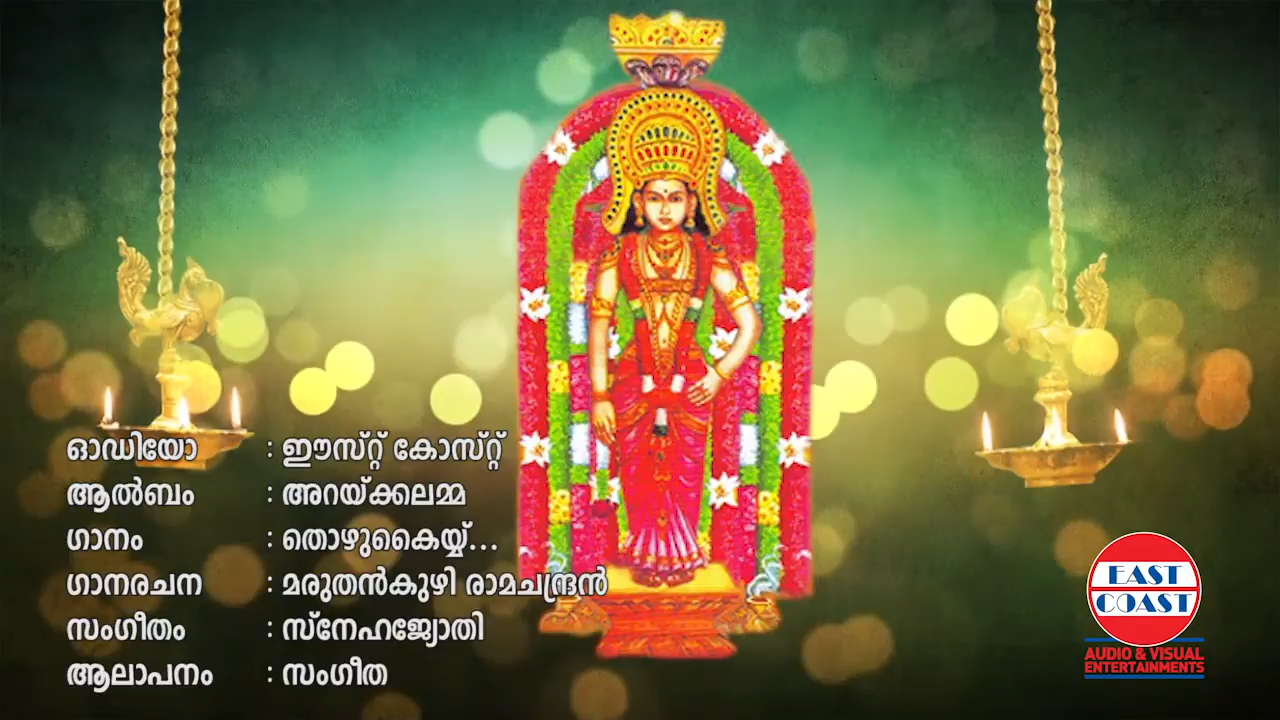 ഓഡിയോ : ഈസ്റ്റ് കോസ്റ്റ്
ആൽബം : അറയ്ക്കലമ്മ
ഗാനം : തൊഴുകൈയ്യ്...
ഗാനരചന : മരുതൻകുഴി രാമചന്ദ്രൻ
സംഗീതം : സ്നേഹജ്യോതി
ആലാപനം : സംഗീത
EAST
COAST
AUDIO & VISUAL
ENTERTAINMENTS